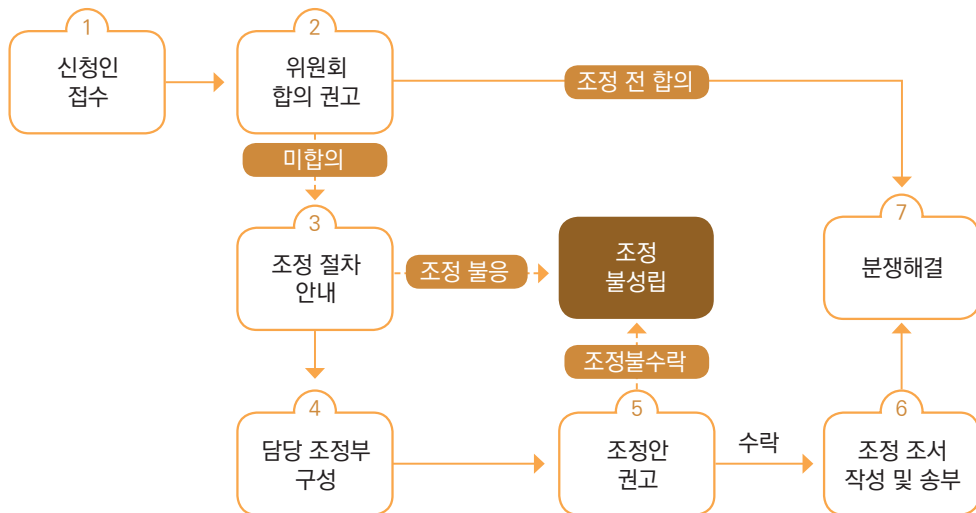 1
신청인
접수
2
위원회
합의 권고
조정 전 합의
미합의
3
조정 절차
안내
조정 불응
조정
불성립
7
분쟁해결
조정불수락
4
담당 조정부
구성
5
조정안
권고
수락
6
조정 조서
작성 및 송부